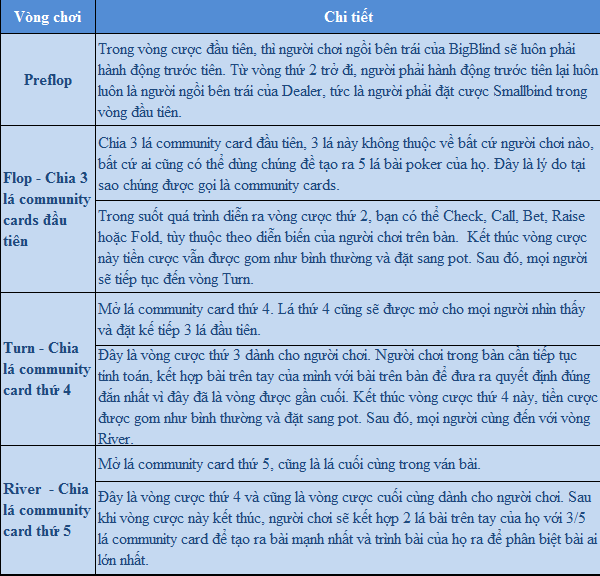 Vòng chơi
Chi tiết
Preflop
Trong vòng cược đầu tiên, thì người chơi ngồi bên trái của BigBlind sẽ luôn phải
hành động trước tiên. Từ vòng thứ 2 trở đi, người phải hành động trước tiên lại luôn
luôn là người ngồi bên trái của Dealer, tức là người phải đặt cược Smallbind trong
vòng đầu tiên.
Flop - Chia 3
lá community
cards đầu
tiên
Chia 3 lá community card đầu tiên, 3 lá này không thuộc về bất cứ người chơi nào,
bất cứ ai cũng có thể dùng chúng để tạo ra 5 lá bài poker của họ. Đây là lý do tại
sao chúng được gọi là community cards.
Trong suốt quá trình diễn ra vòng cược thứ 2, bạn có thể Check, Call, Bet, Raise
hoặc Fold, tùy thuộc theo diễn biến của người chơi trên bàn. Kết thúc vòng cược
này tiền cược vẫn được gom như bình thường và đặt sang pot. Sau đó, mọi người
sẽ tiếp tục đến vòng Turn.
Turn - Chia
lá community
card thứ 4
Mở lá community card thứ 4. Lá thứ 4 cũng sẽ được mở cho mọi người nhìn thấy
và đặt kế tiếp 3 lá đầu tiên.
Đây là vòng cược thứ 3 dành cho người chơi. Người chơi trong bàn cần tiếp tục
tính toán, kết hợp bài trên tay của mình với bài trên bàn để đưa ra quyết định đúng
đắn nhất vì đây đã là vòng được gần cuối. Kết thúc vòng cược thứ 4 này, tiền cược
được gom như bình thường và đặt sang pot. Sau đó, mọi người cùng đến với vòng
River.
River - Chia
lá community
card thứ 5
Mở lá community card thứ 5, cũng là lá cuối cùng trong ván bài.
Đây là vòng cược thứ 4 và cũng là vòng cược cuối cùng dành cho người chơi. Sau
khi vòng cược này kết thúc, người chơi sẽ kết hợp 2 lá bài trên tay của họ với 3/5
lá community card để tạo ra bài mạnh nhất và trình bài của họ ra để phân biệt bài ai
lớn nhất.